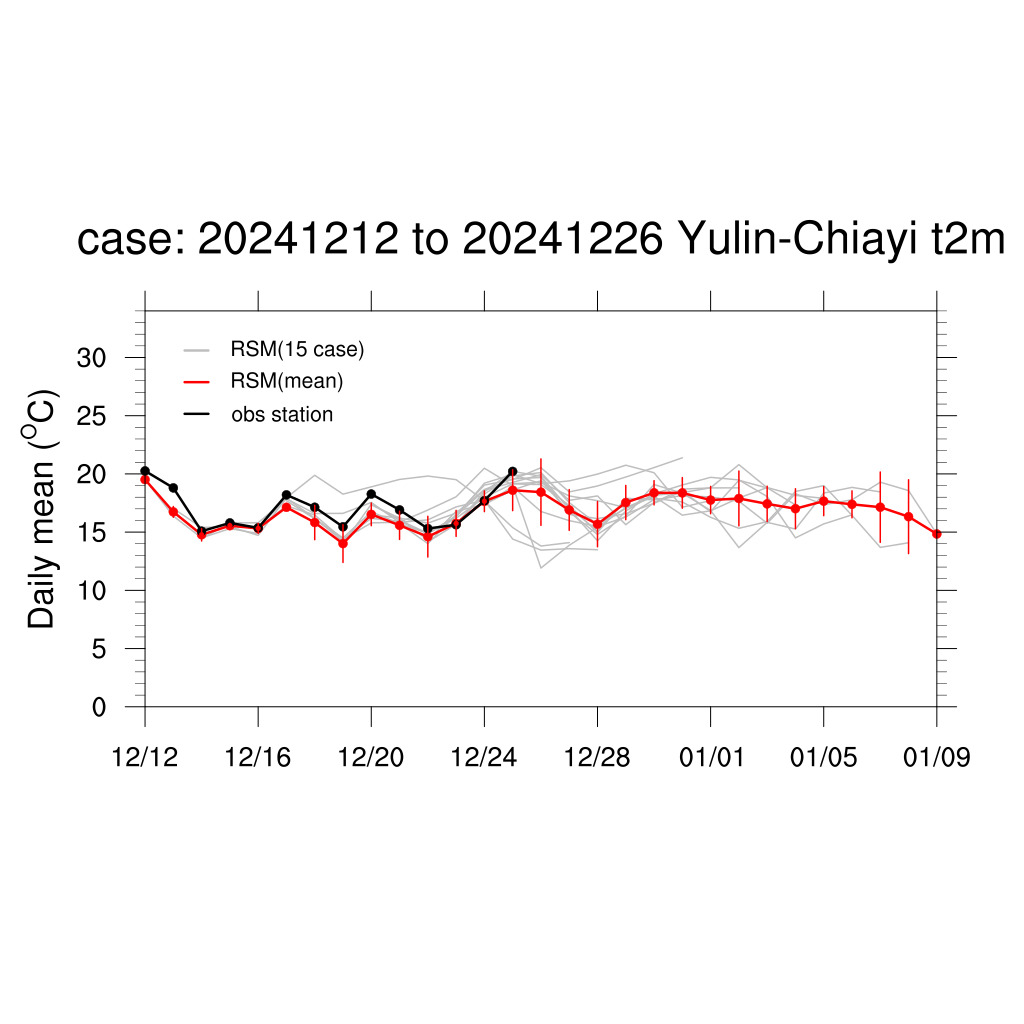 case: 20241212 to 20241226 Yulin-Chiayi t2m
RSM(15 case)
RSM(mean)
obs station
Daily mean (°C)
30
25
20
15
10
5
0
12/12 12/16 12/20 12/24 12/28 01/01 01/05 01/09